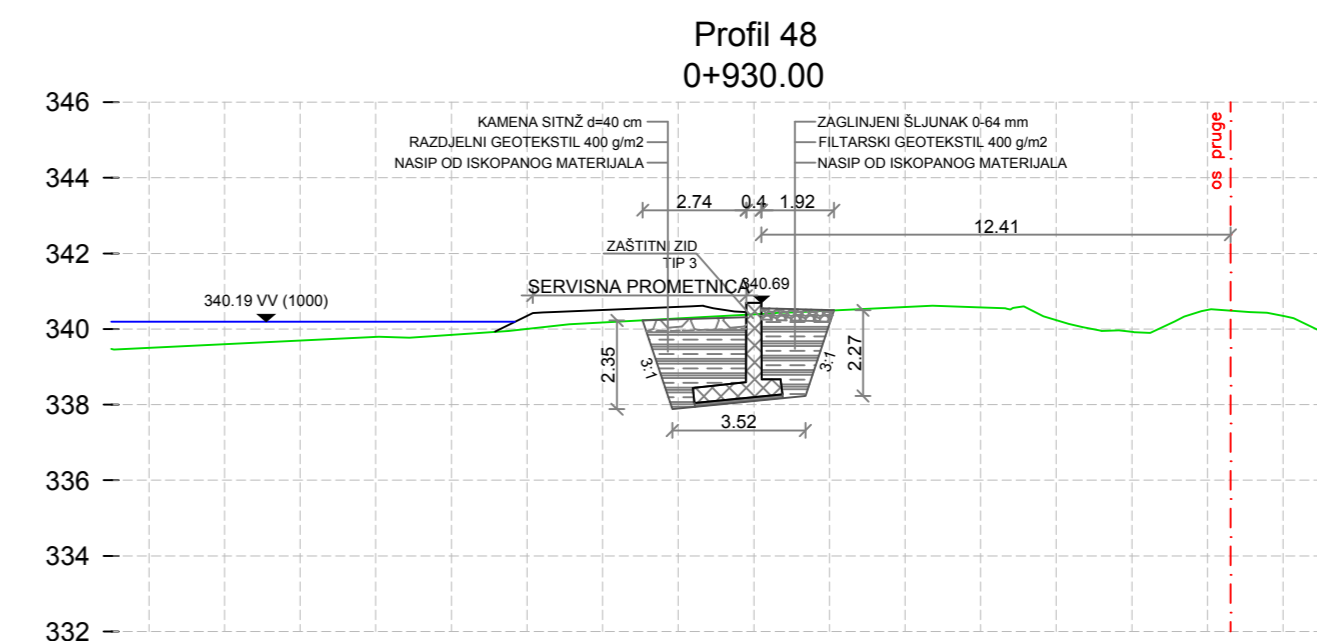 Profil 48
0+930.00
346
344
342
340
338
336
334
332
KAMENA SITNŽ d=40 cm
RAZDJELNI GEOTEKSTIL 400 g/m2
NASIP OD ISKOPANOG MATERIJALA
ZAGLINJENI ŠLJUNAK 0-64 mm
FILTARSKI GEOTEKSTIL 400 g/m2
NASIP OD ISKOPANOG MATERIJALA
os pruge
2.74
0.4
1.92
12.41
ZAŠTITNI ZID
TIP 3
SERVISNA PROMETNICA
340.69
340.19 VV (1000)
2.35
3:1
3:1
2.27
3.52